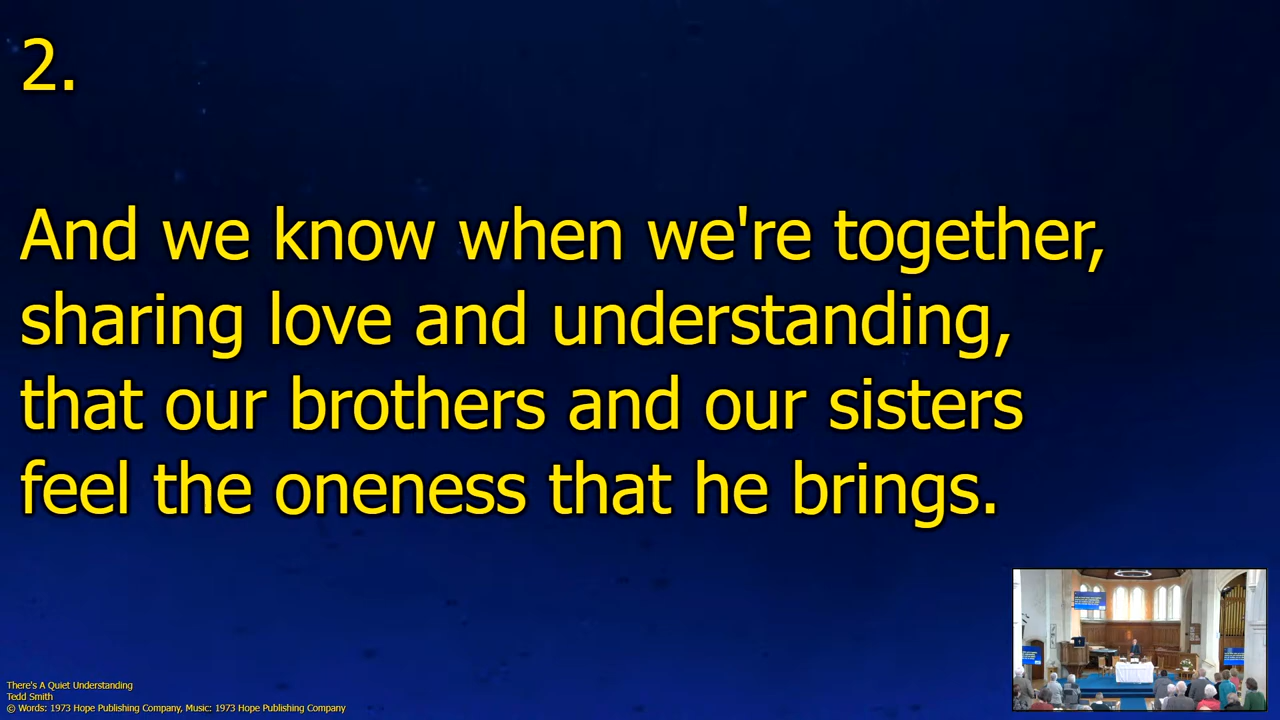 2.
And we know when we're together,
sharing love and understanding,
that our brothers and our sisters
feel the oneness that he brings.
There's A Quiet Understanding
Tedd Smith
© Words: 1973 Hope Publishing Company, Music: 1973 Hope Publishing Company